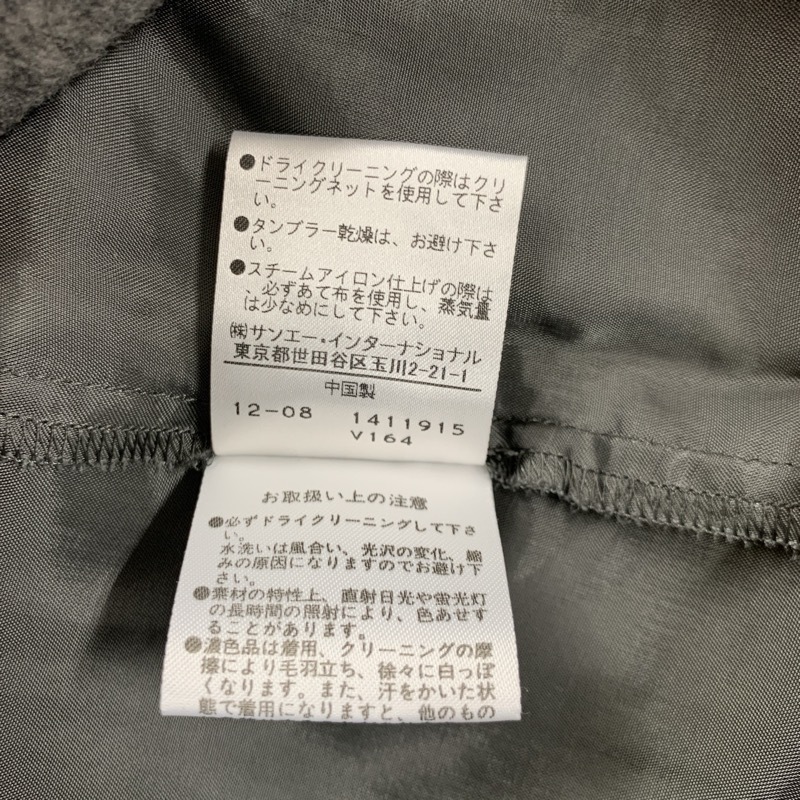 ●ドライクリーニングの際はクリ
ーニングネットを使用して下さ
い。
●タンブラー乾燥は、お避け下さ
い。
●スチームアイロン仕上げの際は
、必ずあて布を使用し、蒸気量
は少なめにして下さい。
㈱サンエー・インターナショナル
東京都世田谷区玉川2-21-1
中国製
12-08 1411915
V164
お取扱い上の注意
●必ずドライクリーニングして下さ
い。
水洗いは風合い、光沢の変化、縮
みの原因になりますのでお避け下
さい。
●素材の特性上、直射日光や蛍光灯
の長時間の照射により、色あせす
ることがあります。
●濃色品は着用、クリーニングの摩
擦により毛羽立ち、徐々に白っぽ
くなります。また、汗をかいた状
態で着用になりますと、他のもの